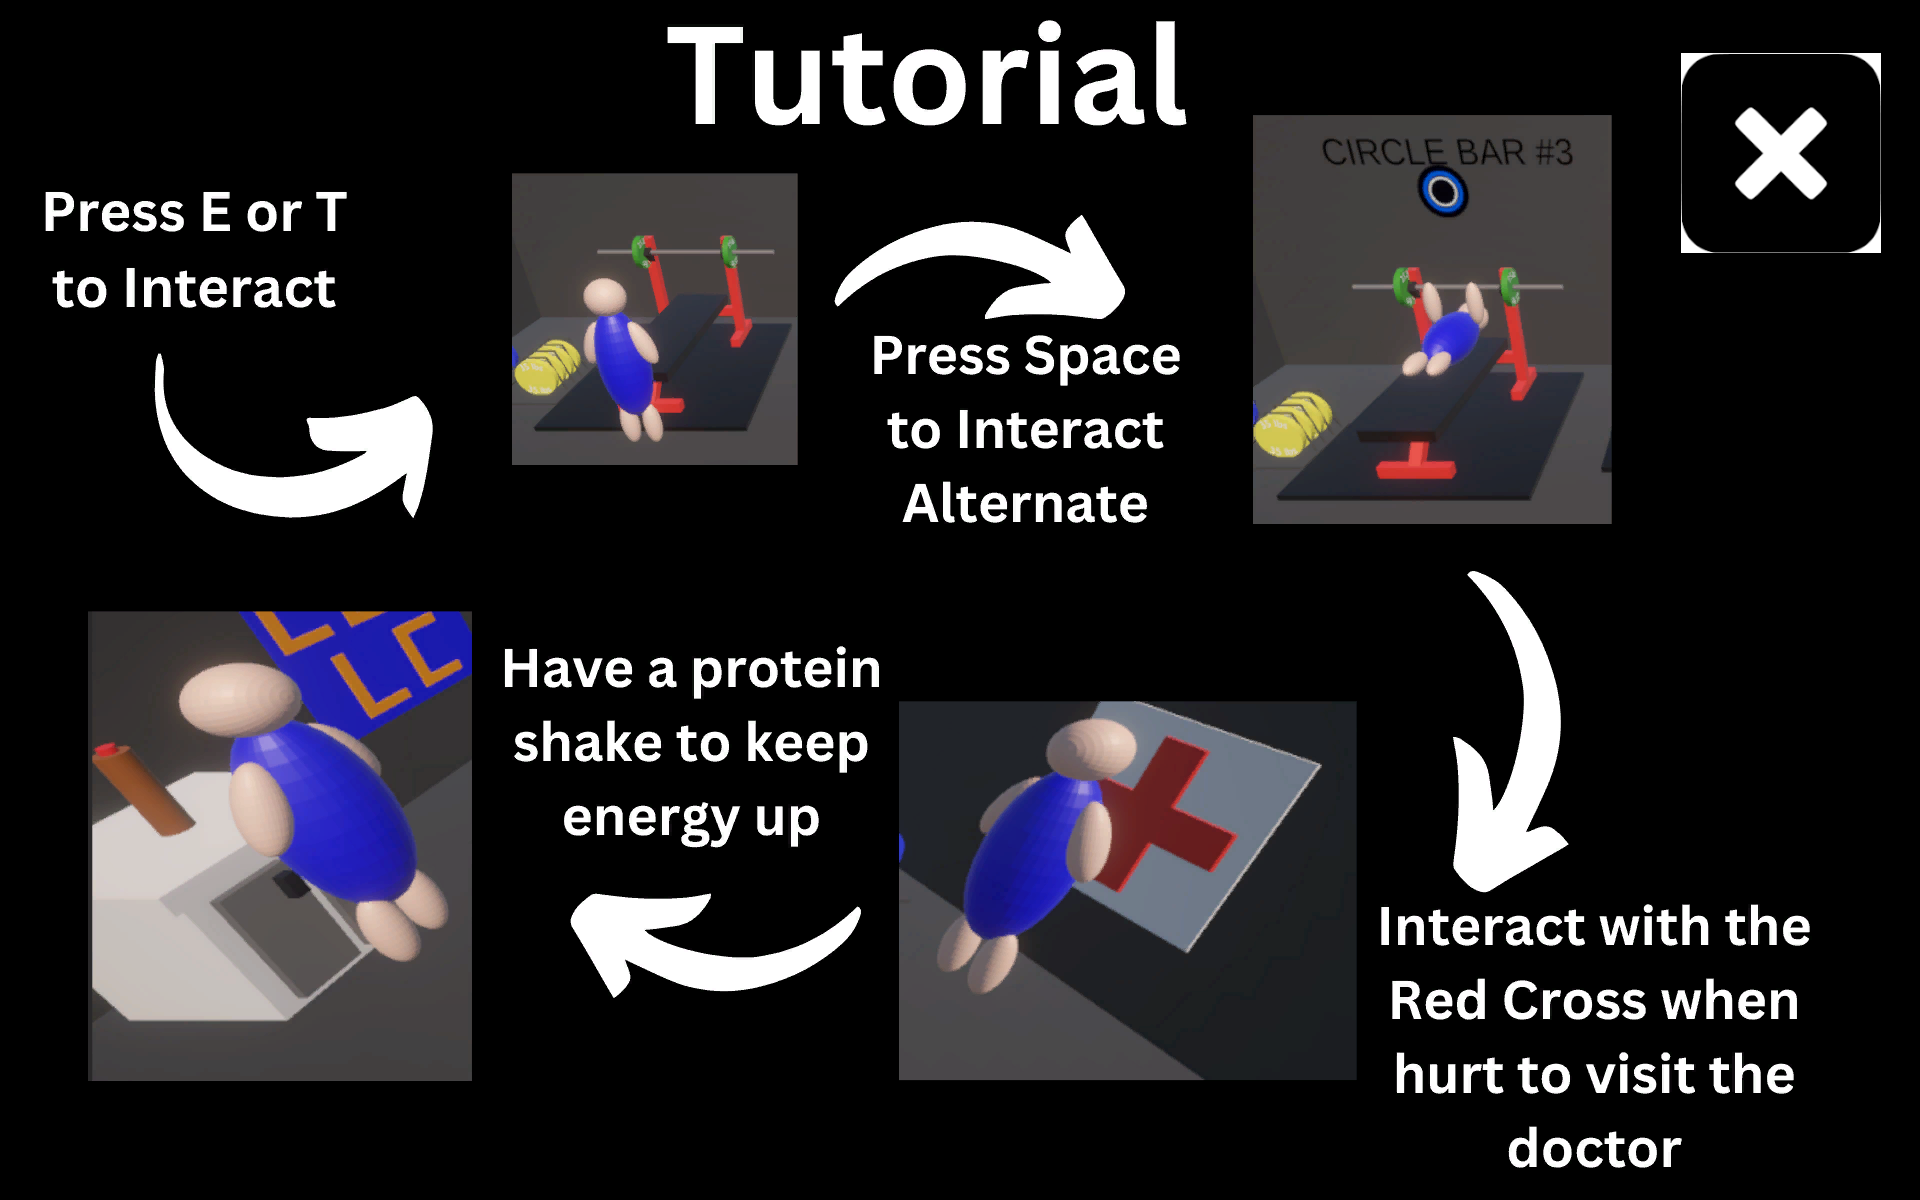 Tutorial
Press E or T
to Interact
CIRCLE BAR #3
Press Space
to Interact
Alternate
Interact with the
Red Cross when
hurt to visit the
doctor
Have a protein
shake to keep
energy up